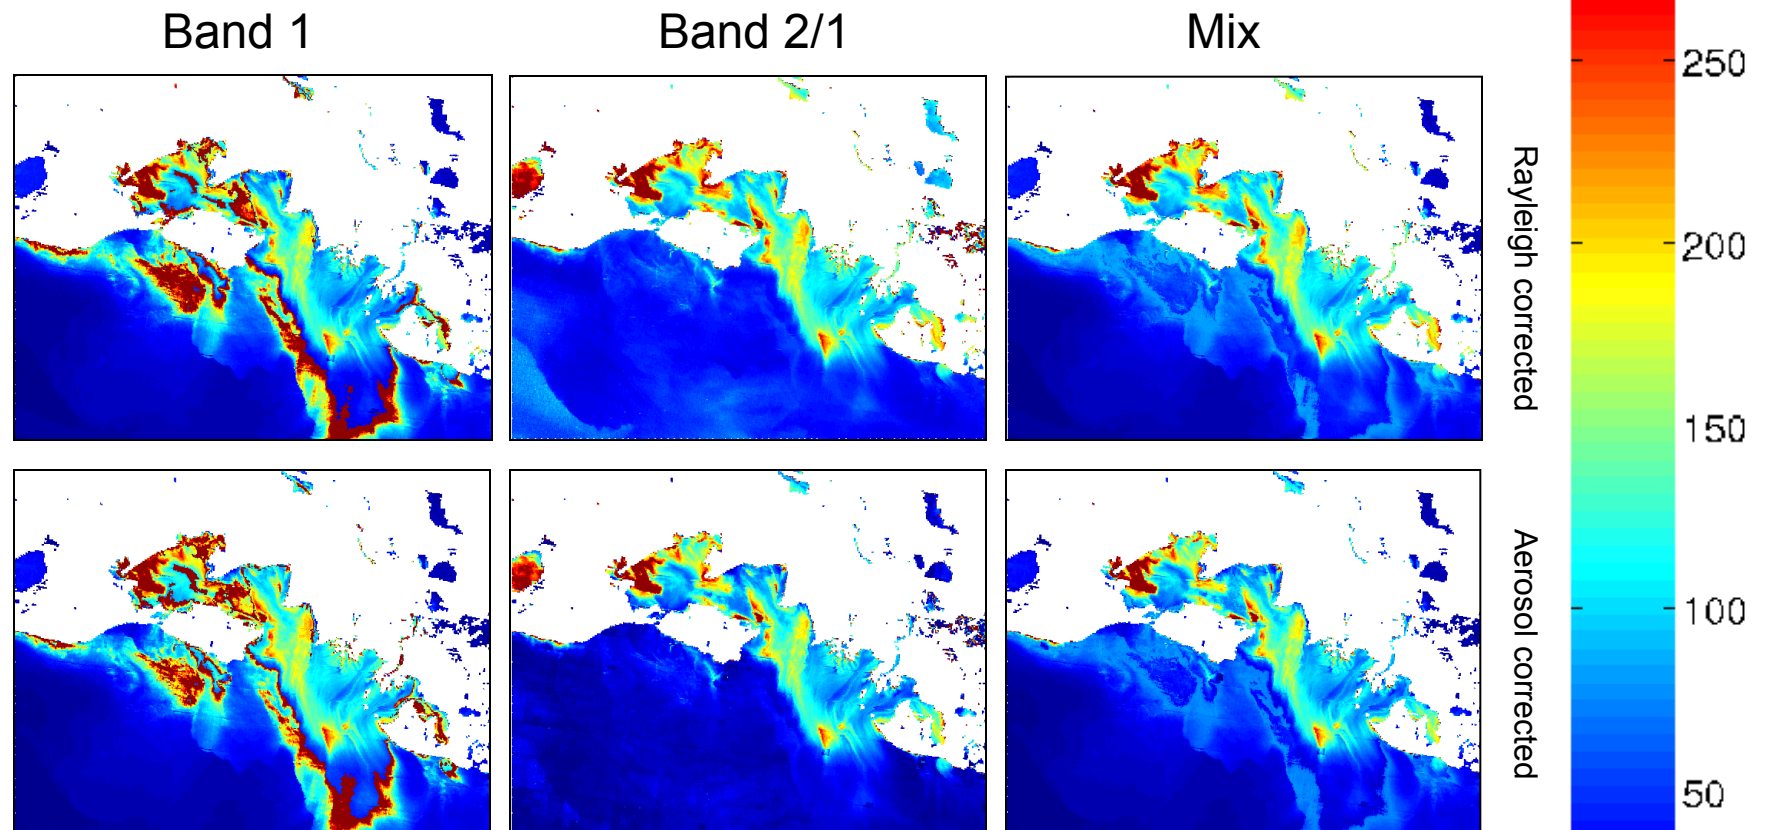 Band 1
Band 2/1
Mix
Rayleigh corrected
Aerosol corrected
250
200
150
100
50